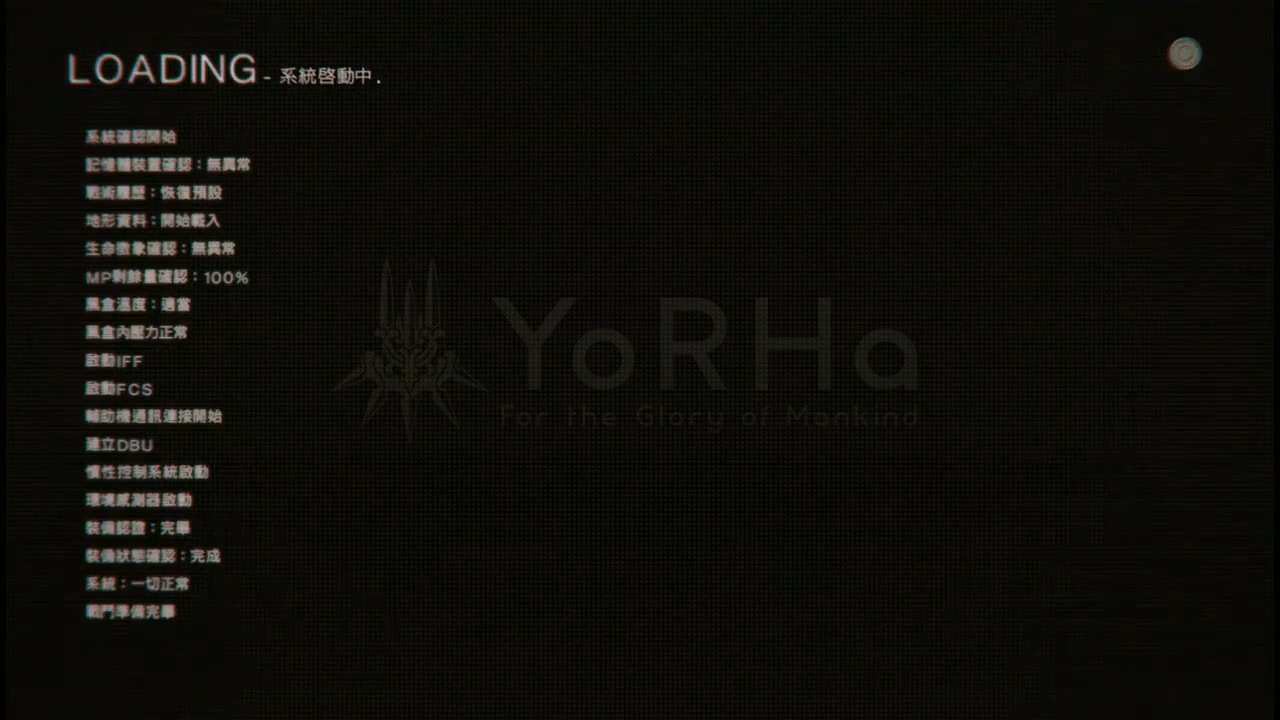 LOADING - 系統啓動中.
系統確認開始
記憶體裝置確認：無異常
戰術履歷：恢復預設
地形資料：開始載入
生命徵象確認：無異常
MP剩餘量確認：100%
黑盒溫度：適當
黑盒內壓力正常
啟動IFF
啟動FCS
輔助機通訊連接開始
建立DBU
慣性控制系統啟動
環境感測器啟動
裝備認證：完畢
裝備狀態確認：完成
系統：一切正常
戰鬥準備完畢
YoRHa
For the Glory of Mankind